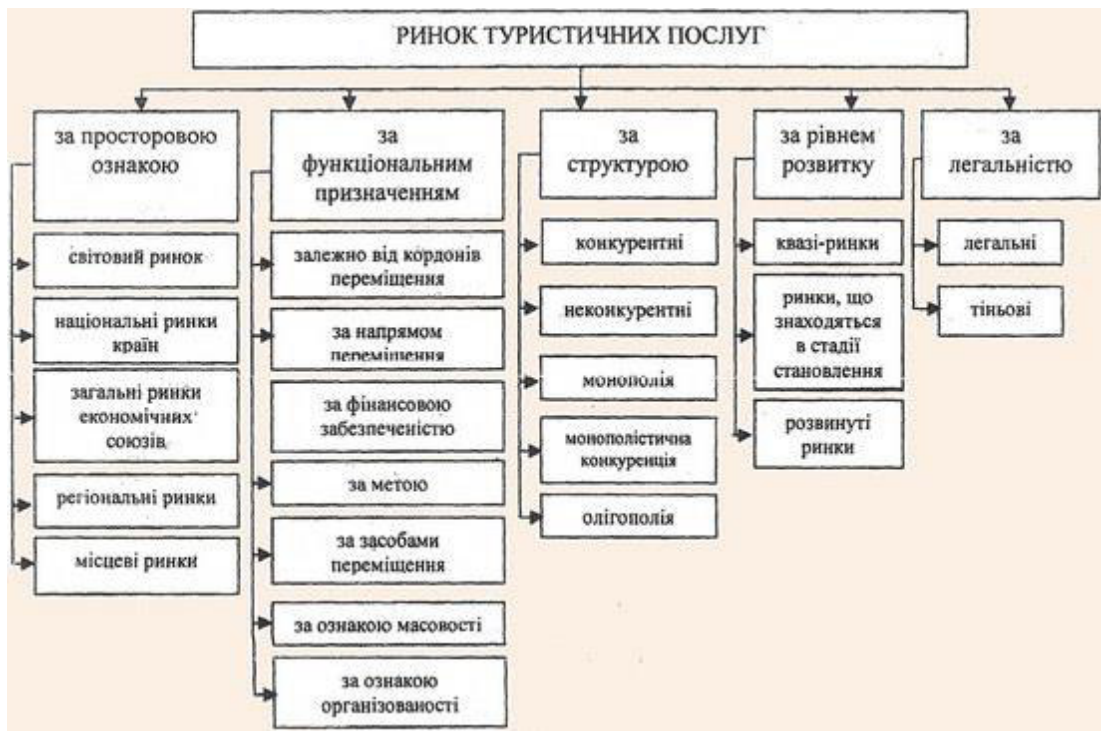 РИНОК ТУРИСТИЧНИХ ПОСЛУГ
за просторовою
ознакою
світовий ринок
національні ринки
країн
загальні ринки
економічних
союзів
регіональні ринки
місцеві ринки
за
функціональним
призначенням
залежно від кордонів
переміщення
за напрямом
переміщення
за фінансовою
забезпеченістю
за метою
за засобами
переміщення
за ознакою масовості
за ознакою
організованості
за
структурою
конкурентні
неконкурентні
монополія
монополістична
конкуренція
олігополія
за рівнем
розвитку
квазі-ринки
ринки, що
знаходяться
в стадії
становлення
розвинуті
ринки
за
легальністю
легальні
тіньові